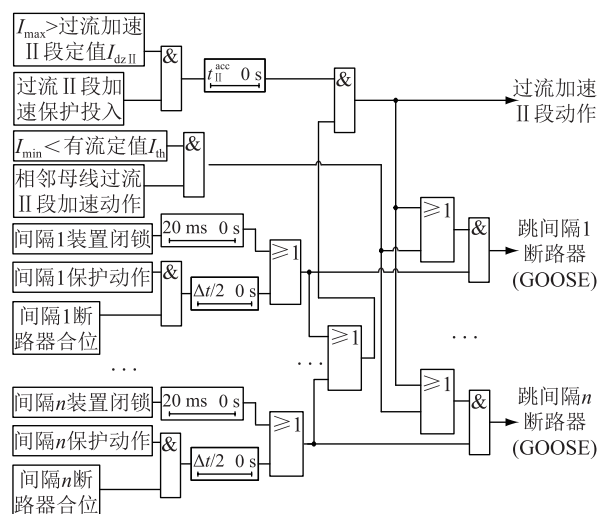 I_max>过流加速
Ⅱ段定值I_dzⅡ
&
过流Ⅱ段加
速保护投入
t_Ⅱ^acc 0 s
&
过流加速
Ⅱ段动作
I_min<有流定值I_th
&
相邻母线过流
Ⅱ段加速动作
间隔1装置闭锁
20 ms 0 s
≥1
间隔1保护动作
&
Δt/2 0 s
间隔1断
路器合位
≥1
&
跳间隔1
断路器
(GOOSE)
···
≥1
···
···
间隔n装置闭锁
20 ms 0 s
≥1
间隔n保护动作
&
Δt/2 0 s
间隔n断
路器合位
≥1
&
跳间隔n
断路器
(GOOSE)